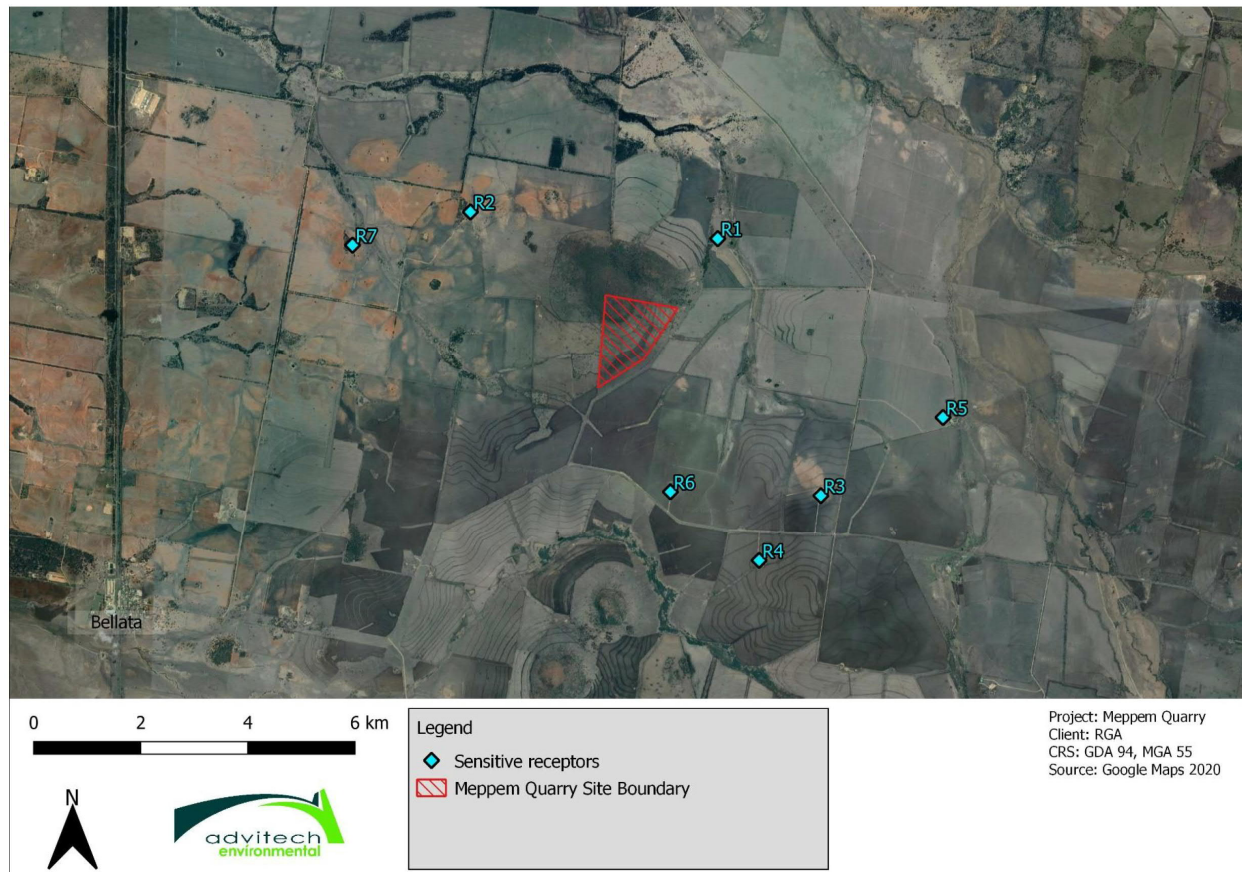 R2
R1
R7
R5
R6
R3
R4
Bellata
0 2 4 6 km
N
advitech
environmental
Legend
Sensitive receptors
Meppem Quarry Site Boundary
Project: Meppem Quarry
Client: RGA
CRS: GDA 94, MGA 55
Source: Google Maps 2020